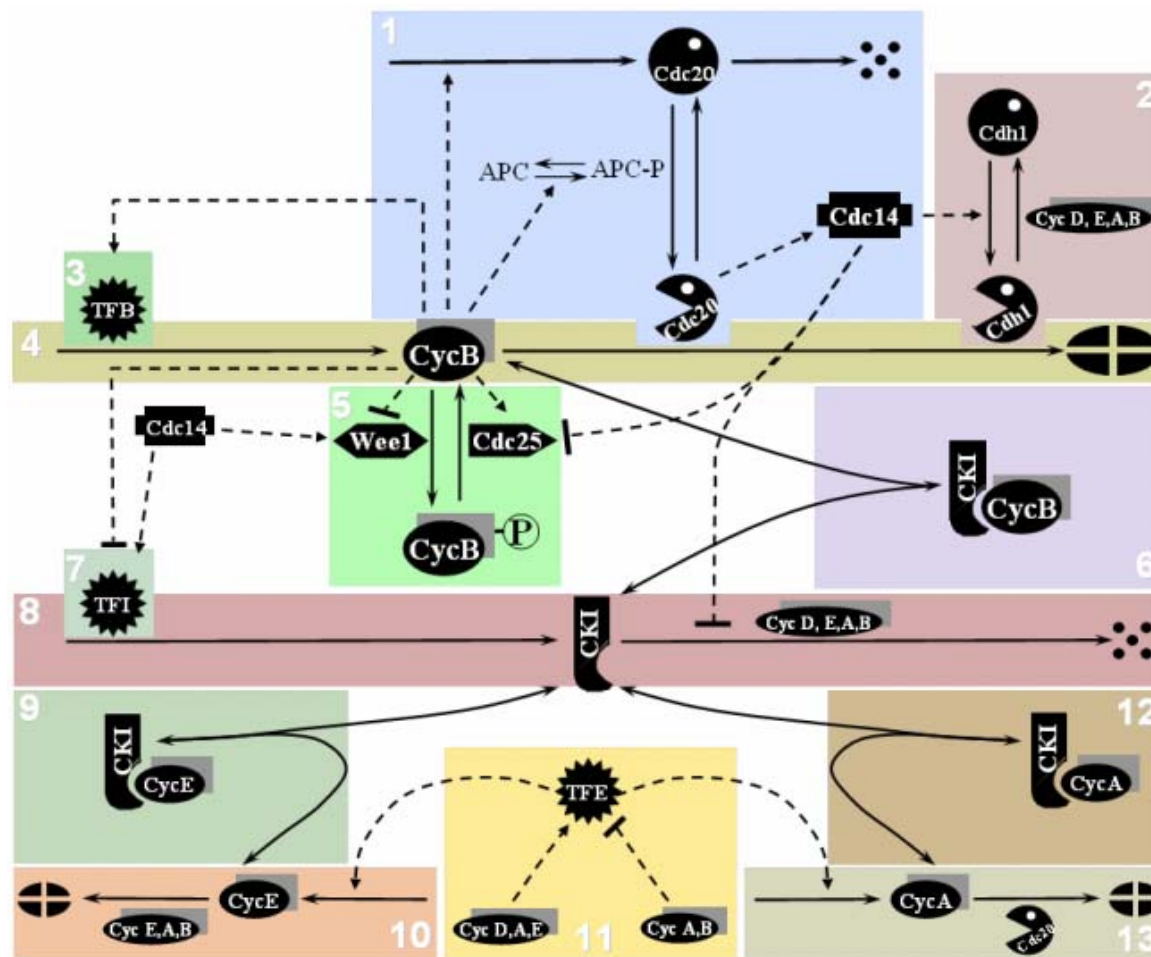 1
Cdc20
2
Cdh1
APC
APC-P
Cdc14
Cyc D, E,A,B
3
TFB
Cdc20
Cdh1
4
CycB
5
Cdc14
Wee1
Cdc25
CKI
CycB
CycB
P
6
7
TFI
8
CKI
Cyc D, E,A,B
9
12
CKI
CycE
CKI
CycA
TFE
CycE
CycA
Cyc E,A,B
10
Cyc D,A,E
11
Cyc A,B
Cdc20
13